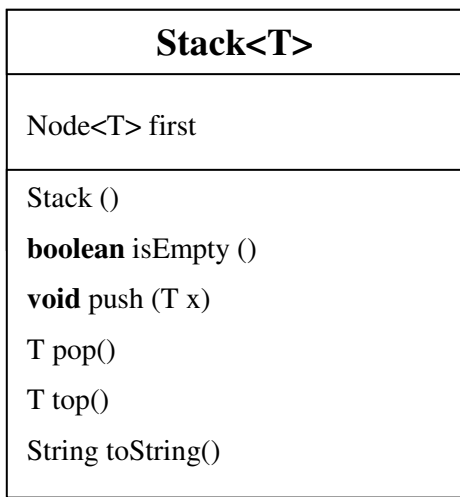 Stack<T>
Node<T> first
Stack ()
boolean isEmpty ()
void push (T x)
T pop()
T top()
String toString()